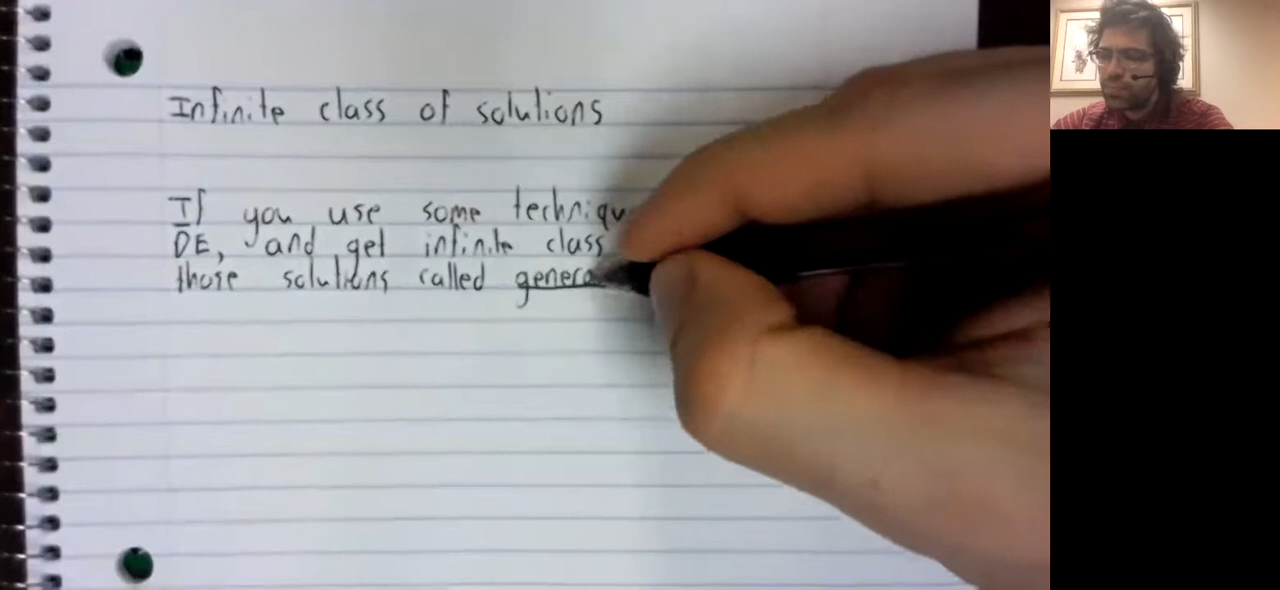 Infinite class of solutions
If you use some techniqu
DE, and get infinite class
those solutions called genera